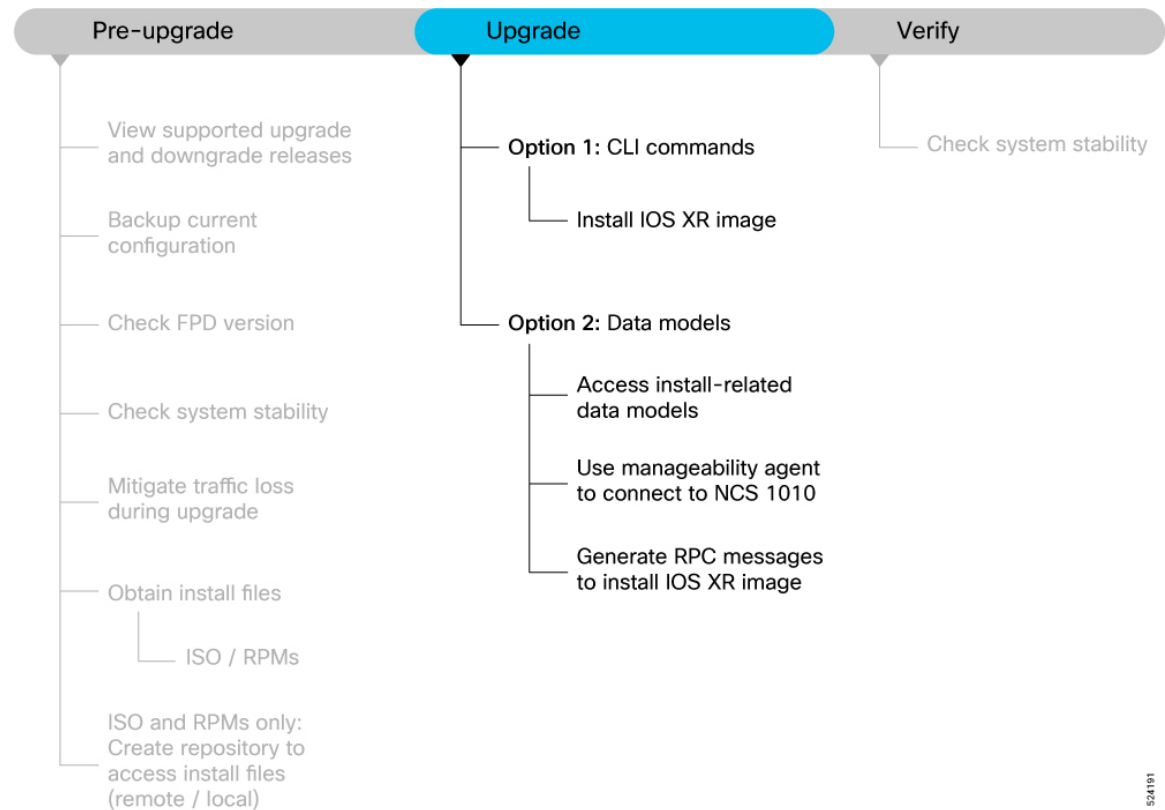 Pre-upgrade
Upgrade
Verify
View supported upgrade
and downgrade releases
Backup current
configuration
Check FPD version
Check system stability
Mitigate traffic loss
during upgrade
Obtain install files
ISO / RPMs
ISO and RPMs only:
Create repository to
access install files
(remote / local)
Option 1: CLI commands
Install IOS XR image
Option 2: Data models
Access install-related
data models
Use manageability agent
to connect to NCS 1010
Generate RPC messages
to install IOS XR image
Check system stability
524191